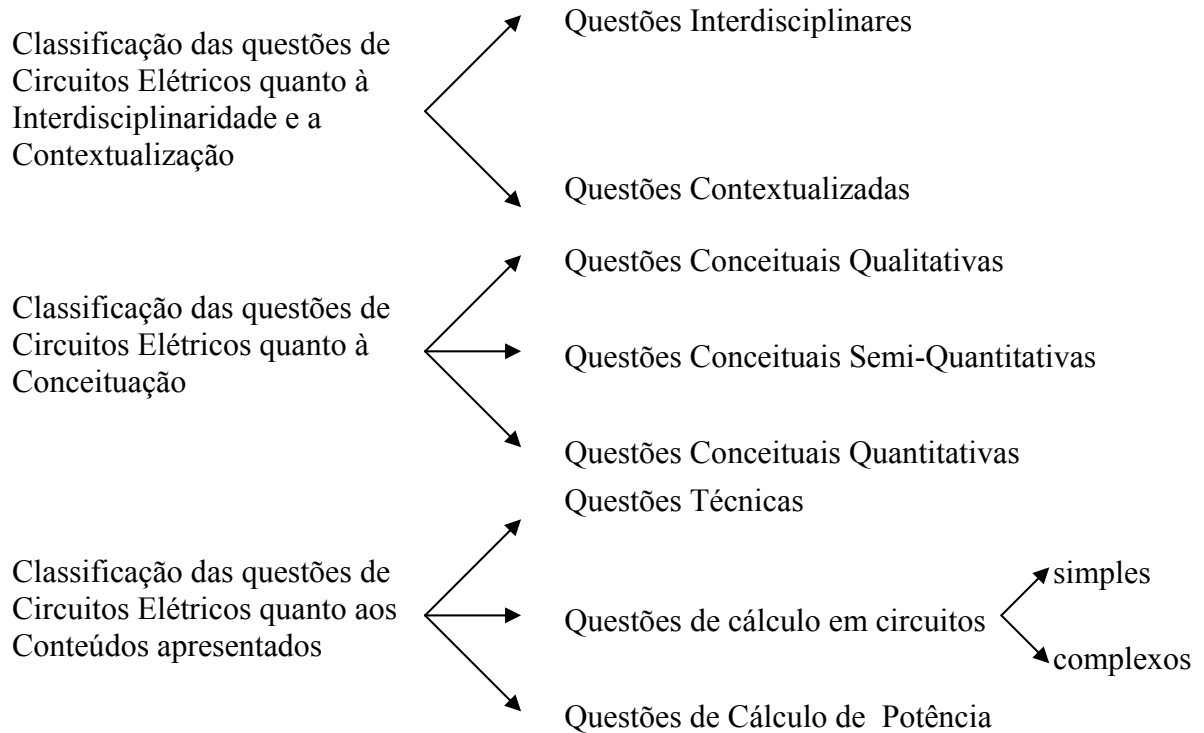 Classificação das questões de
Circuitos Elétricos quanto à
Interdisciplinaridade e a
Contextualização
Questões Interdisciplinares
Questões Contextualizadas
Classificação das questões de
Circuitos Elétricos quanto à
Conceituação
Questões Conceituais Qualitativas
Questões Conceituais Semi-Quantitativas
Questões Conceituais Quantitativas
Classificação das questões de
Circuitos Elétricos quanto aos
Conteúdos apresentados
Questões Técnicas
Questões de cálculo em circuitos
simples
complexos
Questões de Cálculo de Potência